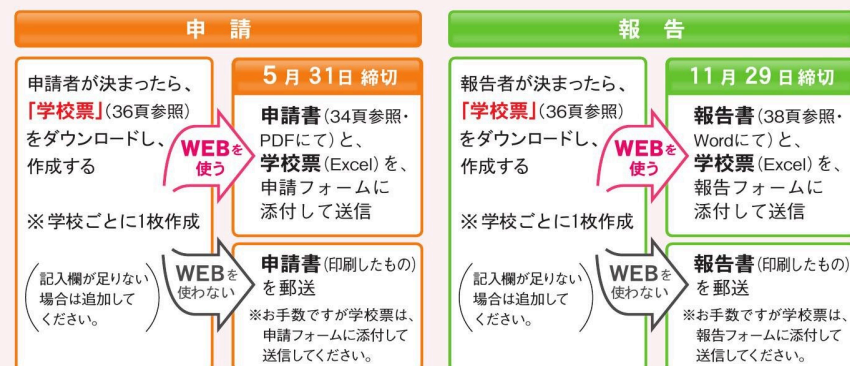 申請
申請者が決まったら、
「学校票」(36頁参照)
をダウンロードし、
作成する
※学校ごとに1枚作成
(記入欄が足りない
場合は追加して
ください。)
WEBを
使う
5月31日締切
申請書(34頁参照・
PDFにて)と、
学校票(Excel)を、
申請フォームに
添付して送信
WEBを
使わない
申請書(印刷したもの)
を郵送
※お手数ですが学校票は、
申請フォームに添付して
送信してください。
報告
報告者が決まったら、
「学校票」(36頁参照)
をダウンロードし、
作成する
※学校ごとに1枚作成
(記入欄が足りない
場合は追加して
ください。)
WEBを
使う
11月29日締切
報告書(38頁参照・
Wordにて)と、
学校票(Excel)を、
報告フォームに
添付して送信
WEBを
使わない
報告書(印刷したもの)
を郵送
※お手数ですが学校票は、
報告フォームに添付して
送信してください。